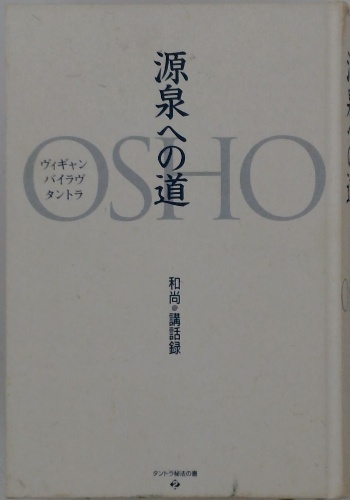 源泉への道
OSHO
ヴィギャン
バイラヴ
タントラ
和尚●講話録
タントラ秘法の書
2